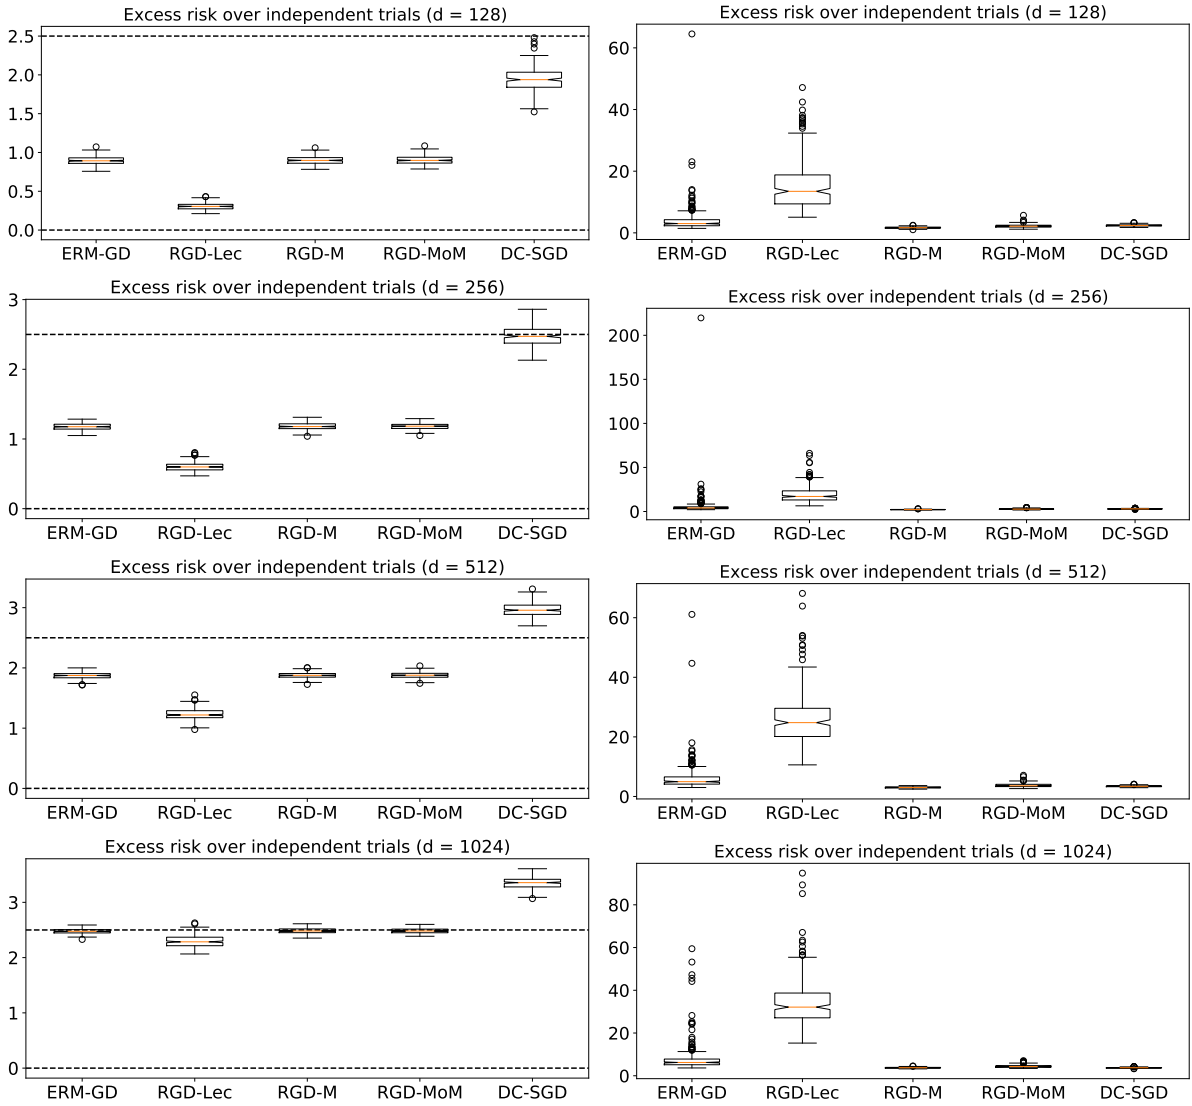 Excess risk over independent trials (d = 128)
2.5
2.0
1.5
1.0
0.5
0.0
ERM-GD RGD-Lec RGD-M RGD-MoM DC-SGD
Excess risk over independent trials (d = 128)
60
40
20
0
ERM-GD RGD-Lec RGD-M RGD-MoM DC-SGD
Excess risk over independent trials (d = 256)
3
2
1
0
ERM-GD RGD-Lec RGD-M RGD-MoM DC-SGD
Excess risk over independent trials (d = 256)
200
150
100
50
0
ERM-GD RGD-Lec RGD-M RGD-MoM DC-SGD
Excess risk over independent trials (d = 512)
3
2
1
0
ERM-GD RGD-Lec RGD-M RGD-MoM DC-SGD
Excess risk over independent trials (d = 512)
60
40
20
0
ERM-GD RGD-Lec RGD-M RGD-MoM DC-SGD
Excess risk over independent trials (d = 1024)
3
2
1
0
ERM-GD RGD-Lec RGD-M RGD-MoM DC-SGD
Excess risk over independent trials (d = 1024)
80
60
40
20
0
ERM-GD RGD-Lec RGD-M RGD-MoM DC-SGD